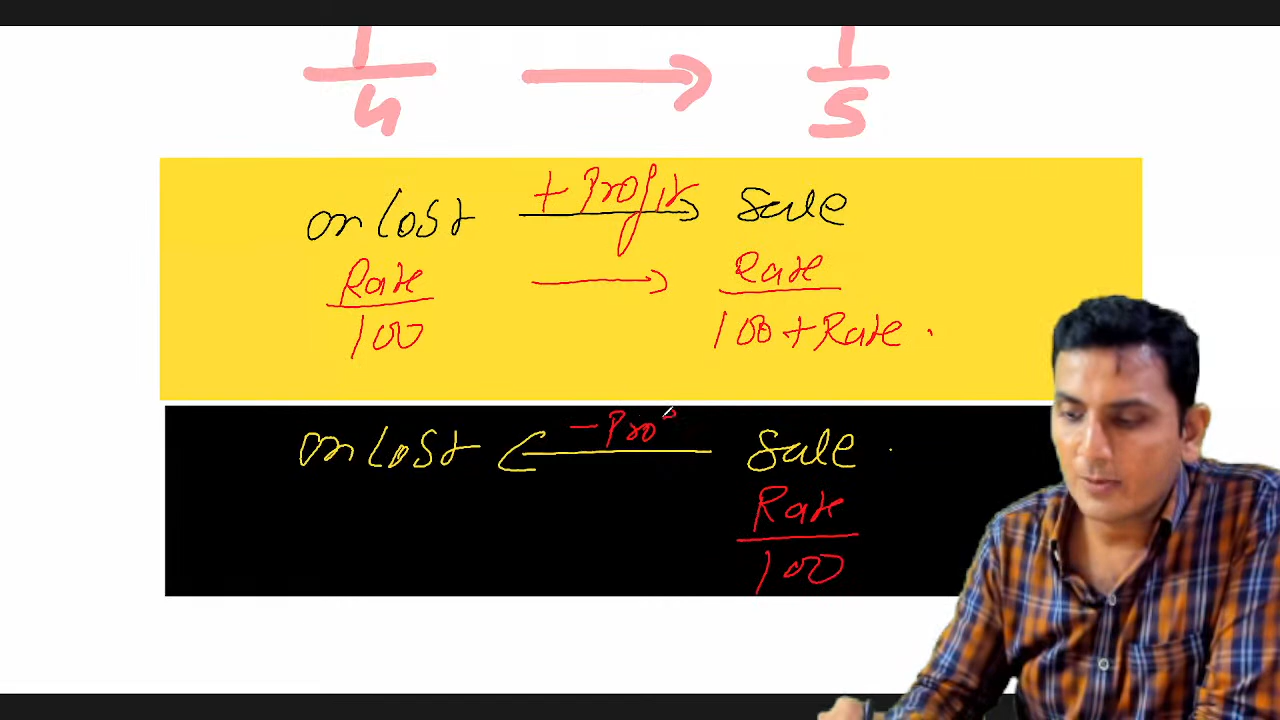 1/4 → 1/5
on Cost + Profit → Sale
Rate/100 → Rate/100 + Rate.
on Cost ← - Pro Sale .
Rate/100